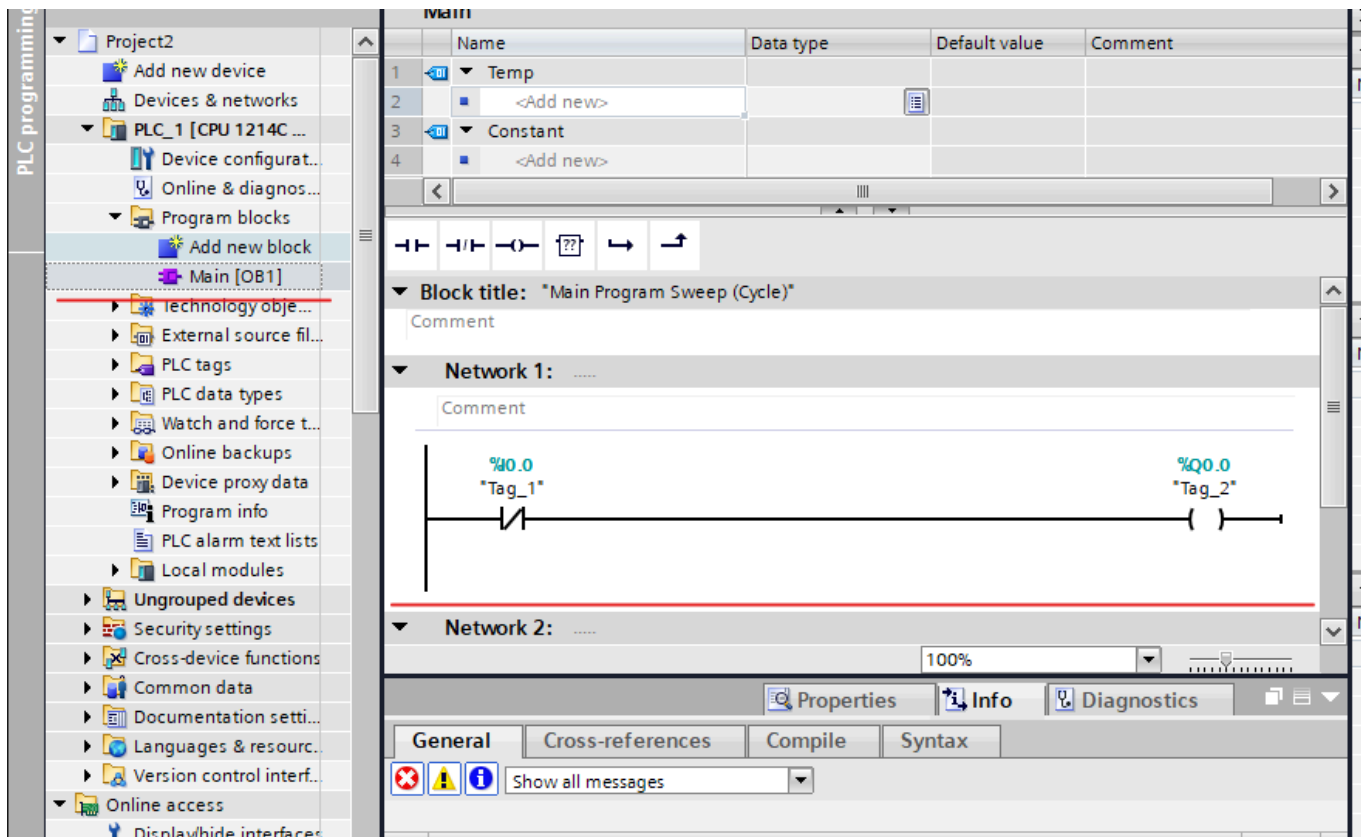 PLC programming
Project2
Add new device
Devices & networks
PLC_1 [CPU 1214C ...
Device configurat...
Online & diagnos...
Program blocks
Add new block
Main [OB1]
Technology obje...
External source fil...
PLC tags
PLC data types
Watch and force t...
Online backups
Device proxy data
Program info
PLC alarm text lists
Local modules
Ungrouped devices
Security settings
Cross-device functions
Common data
Documentation setti...
Languages & resourc..
Version control interf...
Online access
Display/hide interfaces
Main
Name Data type Default value Comment
1 Temp
2 <Add new>
3 Constant
4 <Add new>
??
Block title: "Main Program Sweep (Cycle)"
Comment
Network 1: .....
Comment
%I0.0 %Q0.0
"Tag_1" "Tag_2"
Network 2: .....
100%
Properties Info Diagnostics
General Cross-references Compile Syntax
Show all messages